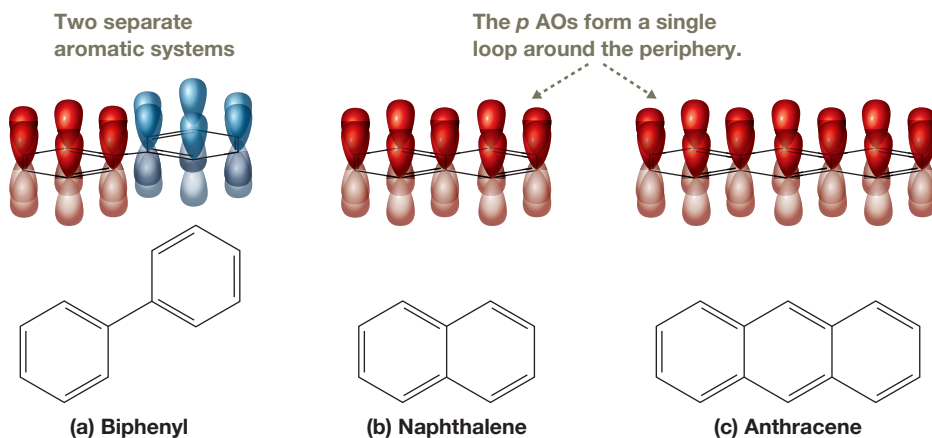 Two separate
aromatic systems
The p AOs form a single
loop around the periphery.
(a) Biphenyl
(b) Naphthalene
(c) Anthracene